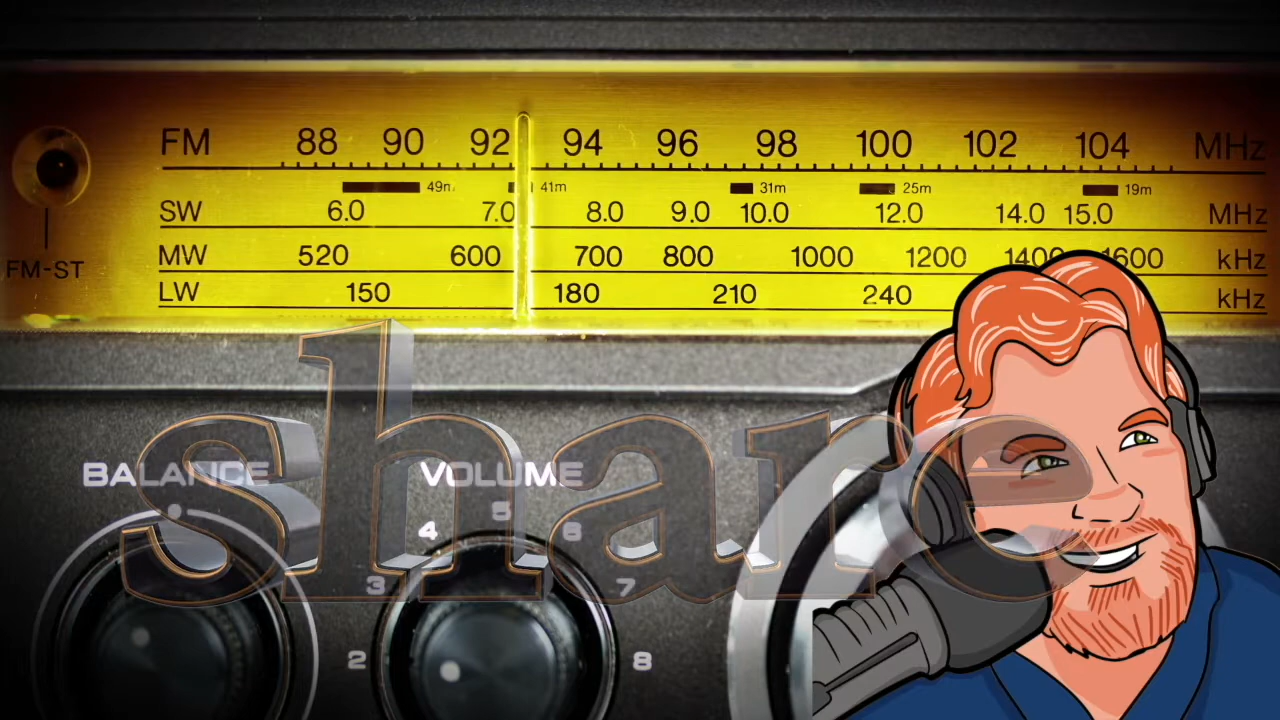 FM 88 90 92 94 96 98 100 102 104 MHz
49m 41m 31m 25m 19m
SW 6.0 7.0 8.0 9.0 10.0 12.0 14.0 15.0 MHz
MW 520 600 700 800 1000 1200 1400 1600 kHz
FM-ST
LW 150 180 210 240 kHz
share
BALANCE VOLUME
5
4 6
3 7
2 8